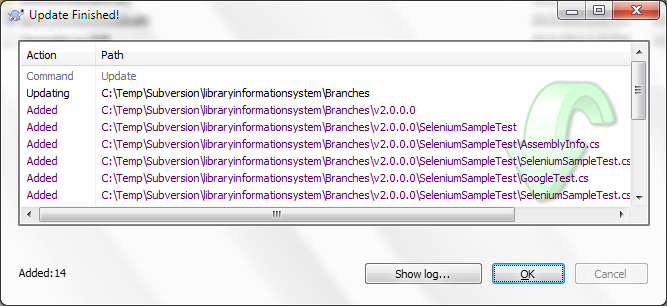 Update Finished!
Action Path
Command Update
Updating C:\Temp\Subversion\libraryinformationsystem\Branches
Added C:\Temp\Subversion\libraryinformationsystem\Branches\v2.0.0.0
Added C:\Temp\Subversion\libraryinformationsystem\Branches\v2.0.0.0\SeleniumSampleTest
Added C:\Temp\Subversion\libraryinformationsystem\Branches\v2.0.0.0\SeleniumSampleTest\AssemblyInfo.cs
Added C:\Temp\Subversion\libraryinformationsystem\Branches\v2.0.0.0\SeleniumSampleTest\SeleniumSampleTest.cs
Added C:\Temp\Subversion\libraryinformationsystem\Branches\v2.0.0.0\SeleniumSampleTest\GoogleTest.cs
Added C:\Temp\Subversion\libraryinformationsystem\Branches\v2.0.0.0\SeleniumSampleTest\SeleniumSampleTest.cs
Added:14 Show log... OK Cancel